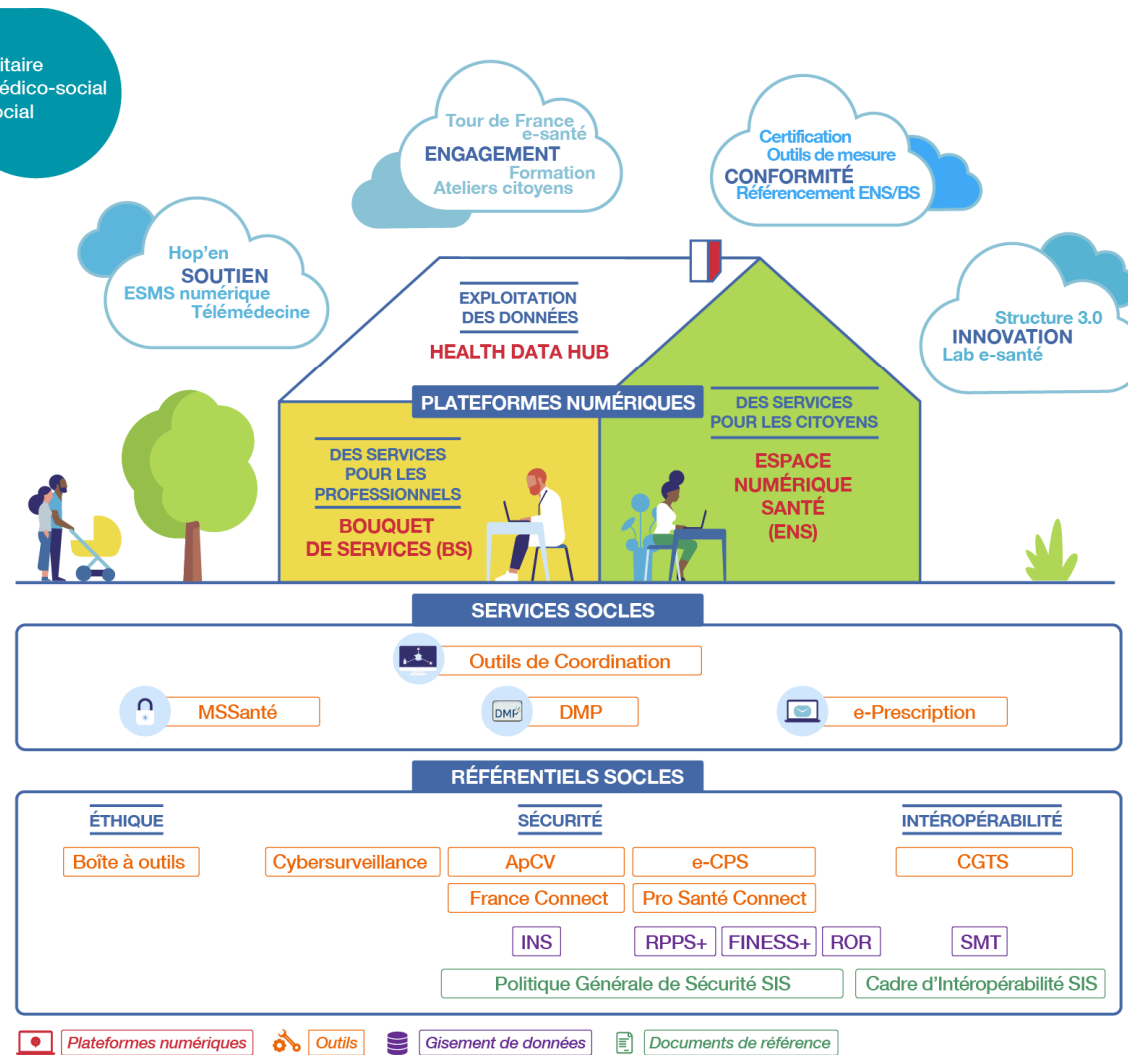 itaire
édico-social
ocial
Tour de France
e-santé
ENGAGEMENT
Formation
Ateliers citoyens
Certification
Outils de mesure
CONFORMITÉ
Référencement ENS/BS
Hop'en
SOUTIEN
ESMS numérique
Télémédecine
Structure 3.0
INNOVATION
Lab e-santé
EXPLOITATION
DES DONNÉES
HEALTH DATA HUB
PLATEFORMES NUMÉRIQUES
DES SERVICES
POUR LES
PROFESSIONNELS
BOUQUET
DE SERVICES (BS)
DES SERVICES
POUR LES CITOYENS
ESPACE
NUMÉRIQUE
SANTÉ
(ENS)
SERVICES SOCLES
Outils de Coordination
MSSanté
DMP
DMP
e-Prescription
RÉFÉRENTIELS SOCLES
ÉTHIQUE
SÉCURITÉ
INTÉROPÉRABILITÉ
Boîte à outils
Cybersurveillance
ApCV
e-CPS
CGTS
France Connect
Pro Santé Connect
INS
RPPS+
FINESS+
ROR
SMT
Politique Générale de Sécurité SIS
Cadre d'Intéropérabilité SIS
Plateformes numériques
Outils
Gisement de données
Documents de référence